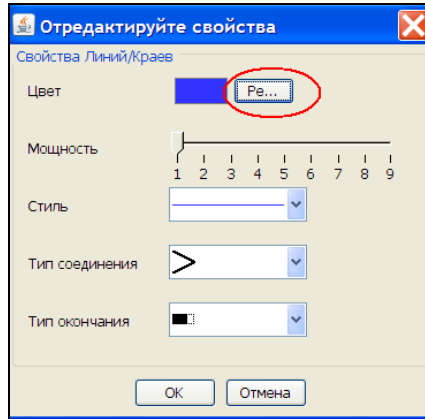 Отредактируйте свойства
Свойства Линий/Краев
Цвет
Ре...
Мощность
1 2 3 4 5 6 7 8 9
Стиль
Тип соединения
Тип окончания
OK Отмена